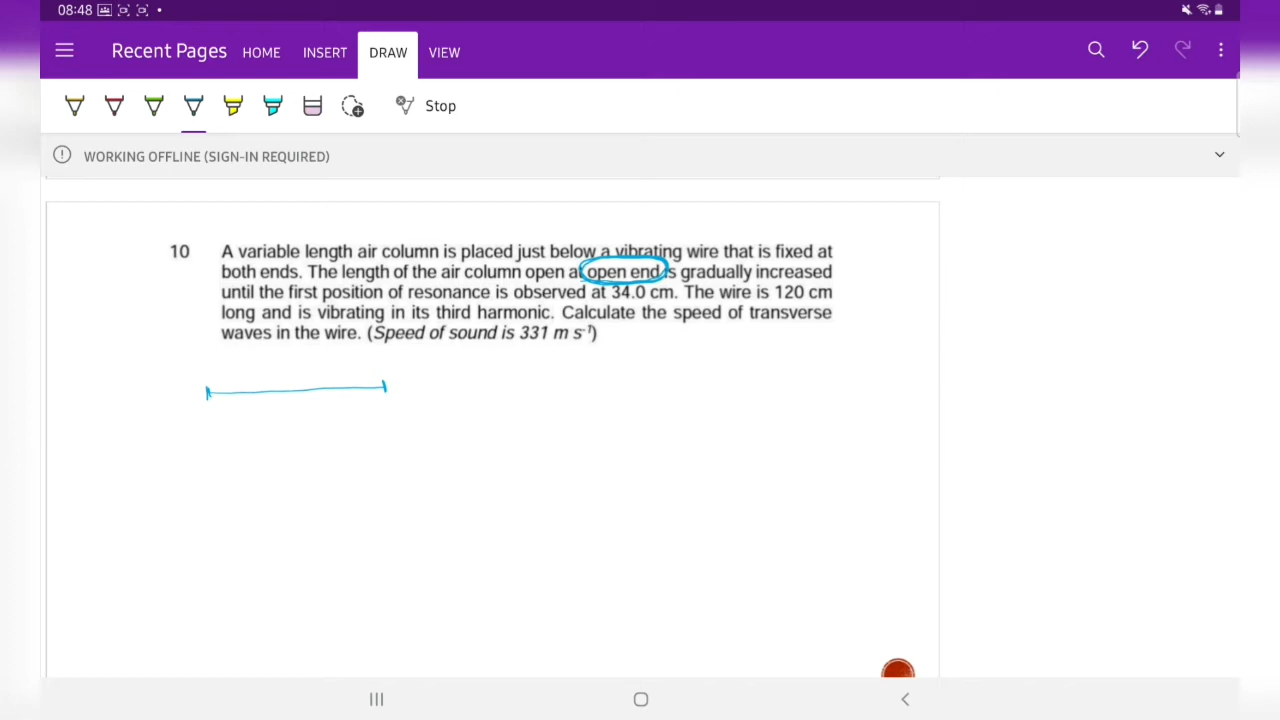 08:48
Recent Pages HOME INSERT DRAW VIEW
Stop
WORKING OFFLINE (SIGN-IN REQUIRED)
10 A variable length air column is placed just below a vibrating wire that is fixed at
both ends. The length of the air column open at open end is gradually increased
until the first position of resonance is observed at 34.0 cm. The wire is 120 cm
long and is vibrating in its third harmonic. Calculate the speed of transverse
waves in the wire. (Speed of sound is 331 m s⁻¹)